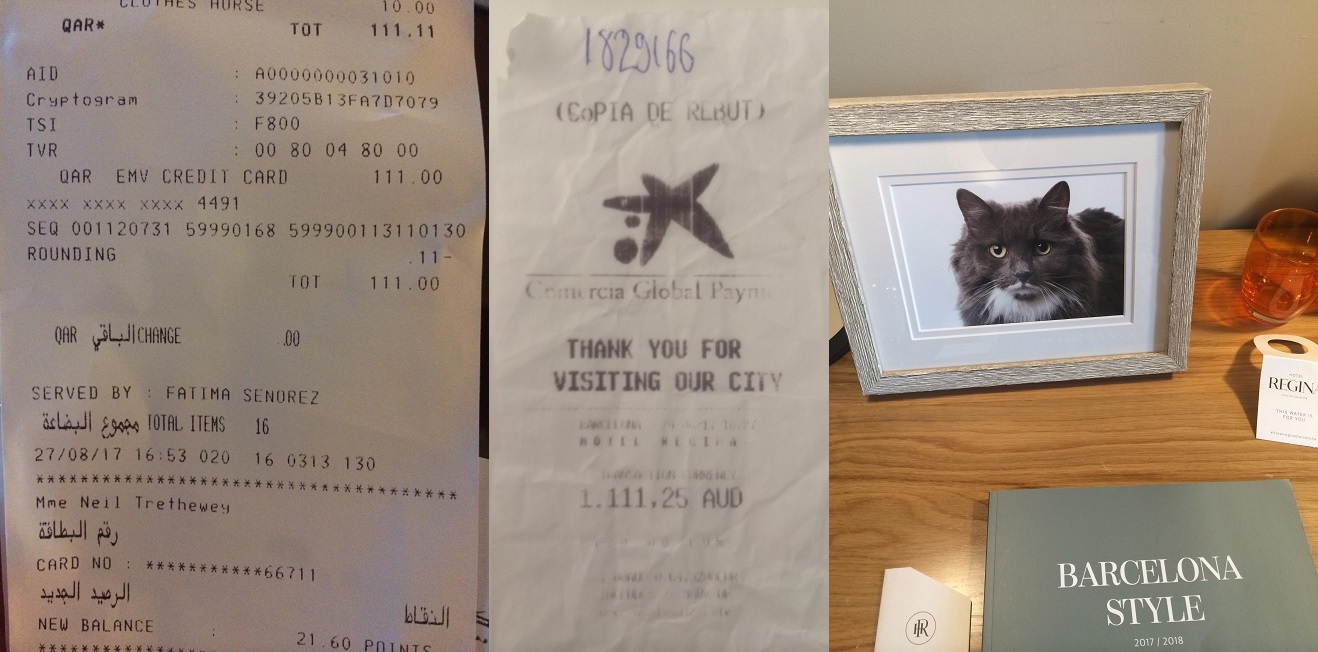 CLOTHES HORSE 10.00
QAR* TOT 111.11
AID : A0000000031010
Cryptogram : 39205B13FA7D7079
TSI : F800
TVR : 00 80 04 80 00
QAR EMV CREDIT CARD 111.00
xxxx xxxx xxxx 4491
SEQ 001120731 59990168 599900113110130
ROUNDING .11-
TOT 111.00
QAR الباقي CHANGE .00
SERVED BY : FATIMA SENOREZ
مجموع البضاعة TOTAL ITEMS 16
27/08/17 16:53 020 16 0313 130
****************************************
Mme Neil Trethewey
رقم البطاقة
CARD NO : ***********66711
الرصيد الجديد
النقاط
NEW BALANCE : 21.60 POINTS
1829166
(COPIA DE REBUT)
Comercia Global Payme
THANK YOU FOR
VISITING OUR CITY
BARCELONA
HOTEL REGINA
TRANSACTION CURRENCY
1.111,25 AUD
HOTEL
REGINA
THIS WATER IS
FOR YOU
BARCELONA
STYLE
2017 / 2018
HR